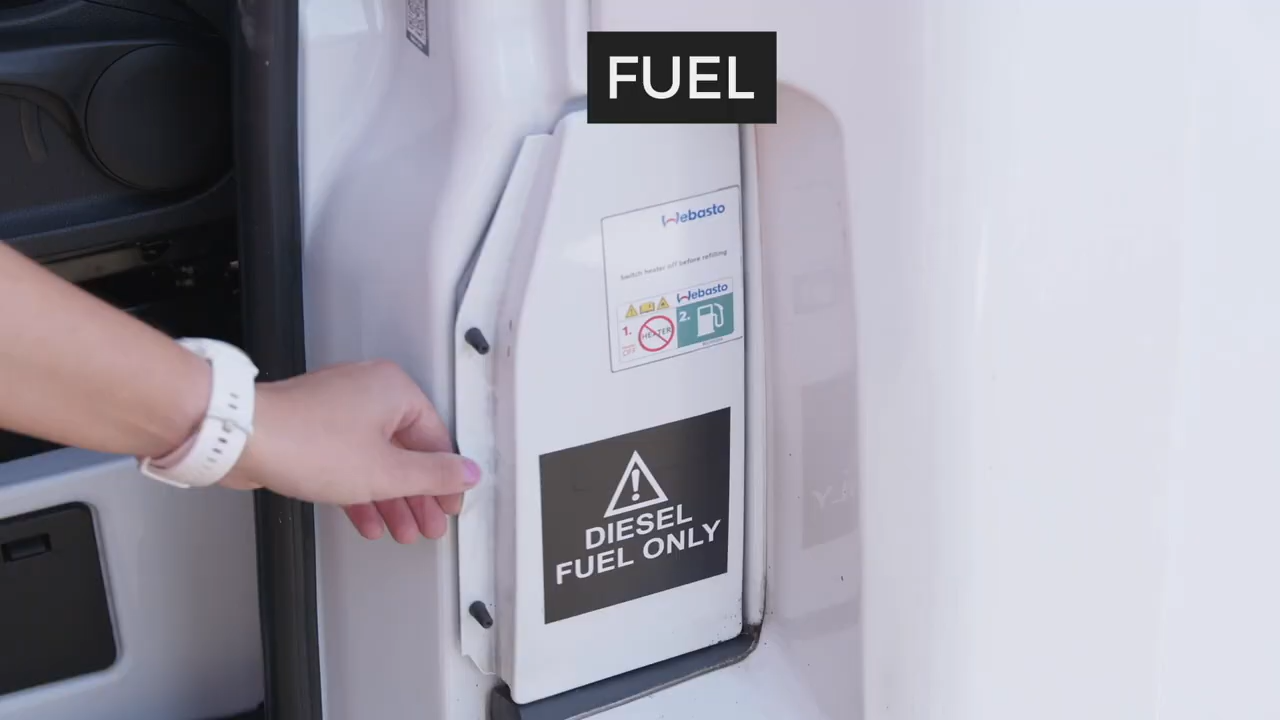 FUEL
Webasto
Switch heater off before refilling
Webasto
1.
2.
HEATER
OFF
DIESEL
FUEL ONLY